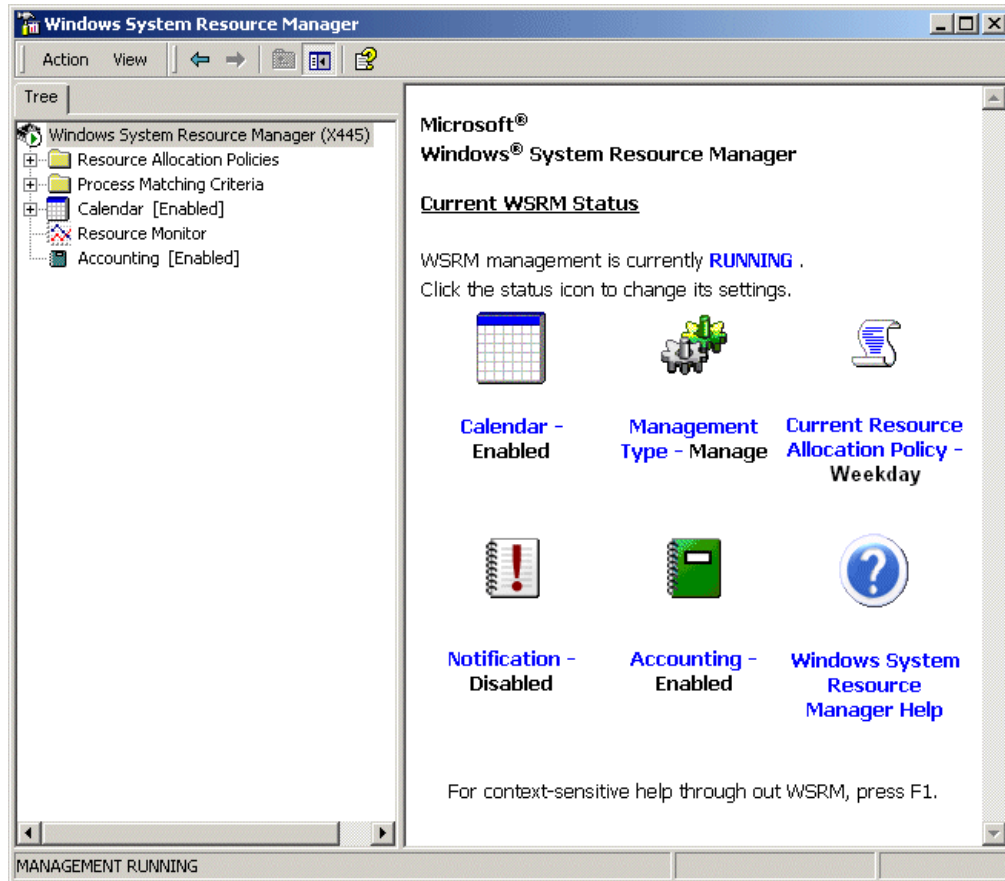 Windows System Resource Manager
Action View
Tree
Windows System Resource Manager (X445)
Resource Allocation Policies
Process Matching Criteria
Calendar [Enabled]
Resource Monitor
Accounting [Enabled]
Microsoft®
Windows® System Resource Manager
Current WSRM Status
WSRM management is currently RUNNING .
Click the status icon to change its settings.
Calendar -
Enabled
Management
Type - Manage
Current Resource
Allocation Policy -
Weekday
Notification -
Disabled
Accounting -
Enabled
Windows System
Resource
Manager Help
For context-sensitive help through out WSRM, press F1.
MANAGEMENT RUNNING